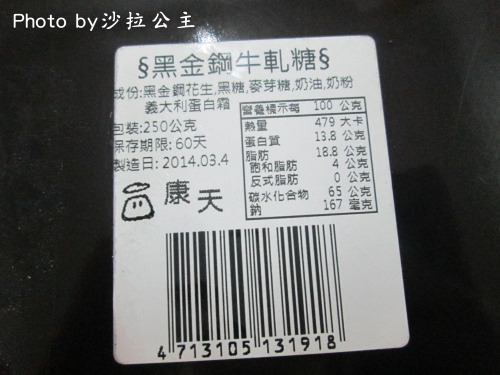 Photo by沙拉公主
§黑金鋼牛軋糖§
成份:黑金鋼花生,黑糖,麥芽糖,奶油,奶粉
義大利蛋白霜
包裝:250公克
保存期限:60天
製造日:2014.03.4
康天
營養標示每 100 公克
熱量 479 大卡
蛋白質 13.8 公克
脂肪 18.8 公克
飽和脂肪 4 公克
反式脂肪 0 公克
碳水化合物 65 公克
鈉 167 毫克
4 713105 131918